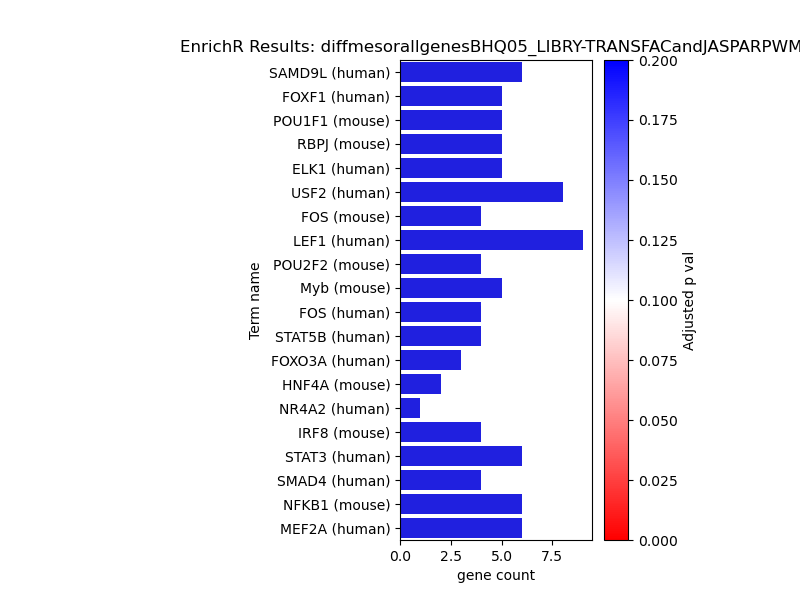 EnrichR Results: diffmesorallgenesBHQ05_LIBRY-TRANSFACandJASPARPWM
SAMD9L (human)
FOXF1 (human)
POU1F1 (mouse)
RBPJ (mouse)
ELK1 (human)
USF2 (human)
FOS (mouse)
LEF1 (human)
POU2F2 (mouse)
Myb (mouse)
FOS (human)
STAT5B (human)
FOXO3A (human)
HNF4A (mouse)
NR4A2 (human)
IRF8 (mouse)
STAT3 (human)
SMAD4 (human)
NFKB1 (mouse)
MEF2A (human)
Term name
0.0 2.5 5.0 7.5
gene count
0.200
0.175
0.150
0.125
0.100
0.075
0.050
0.025
0.000
Adjusted p val